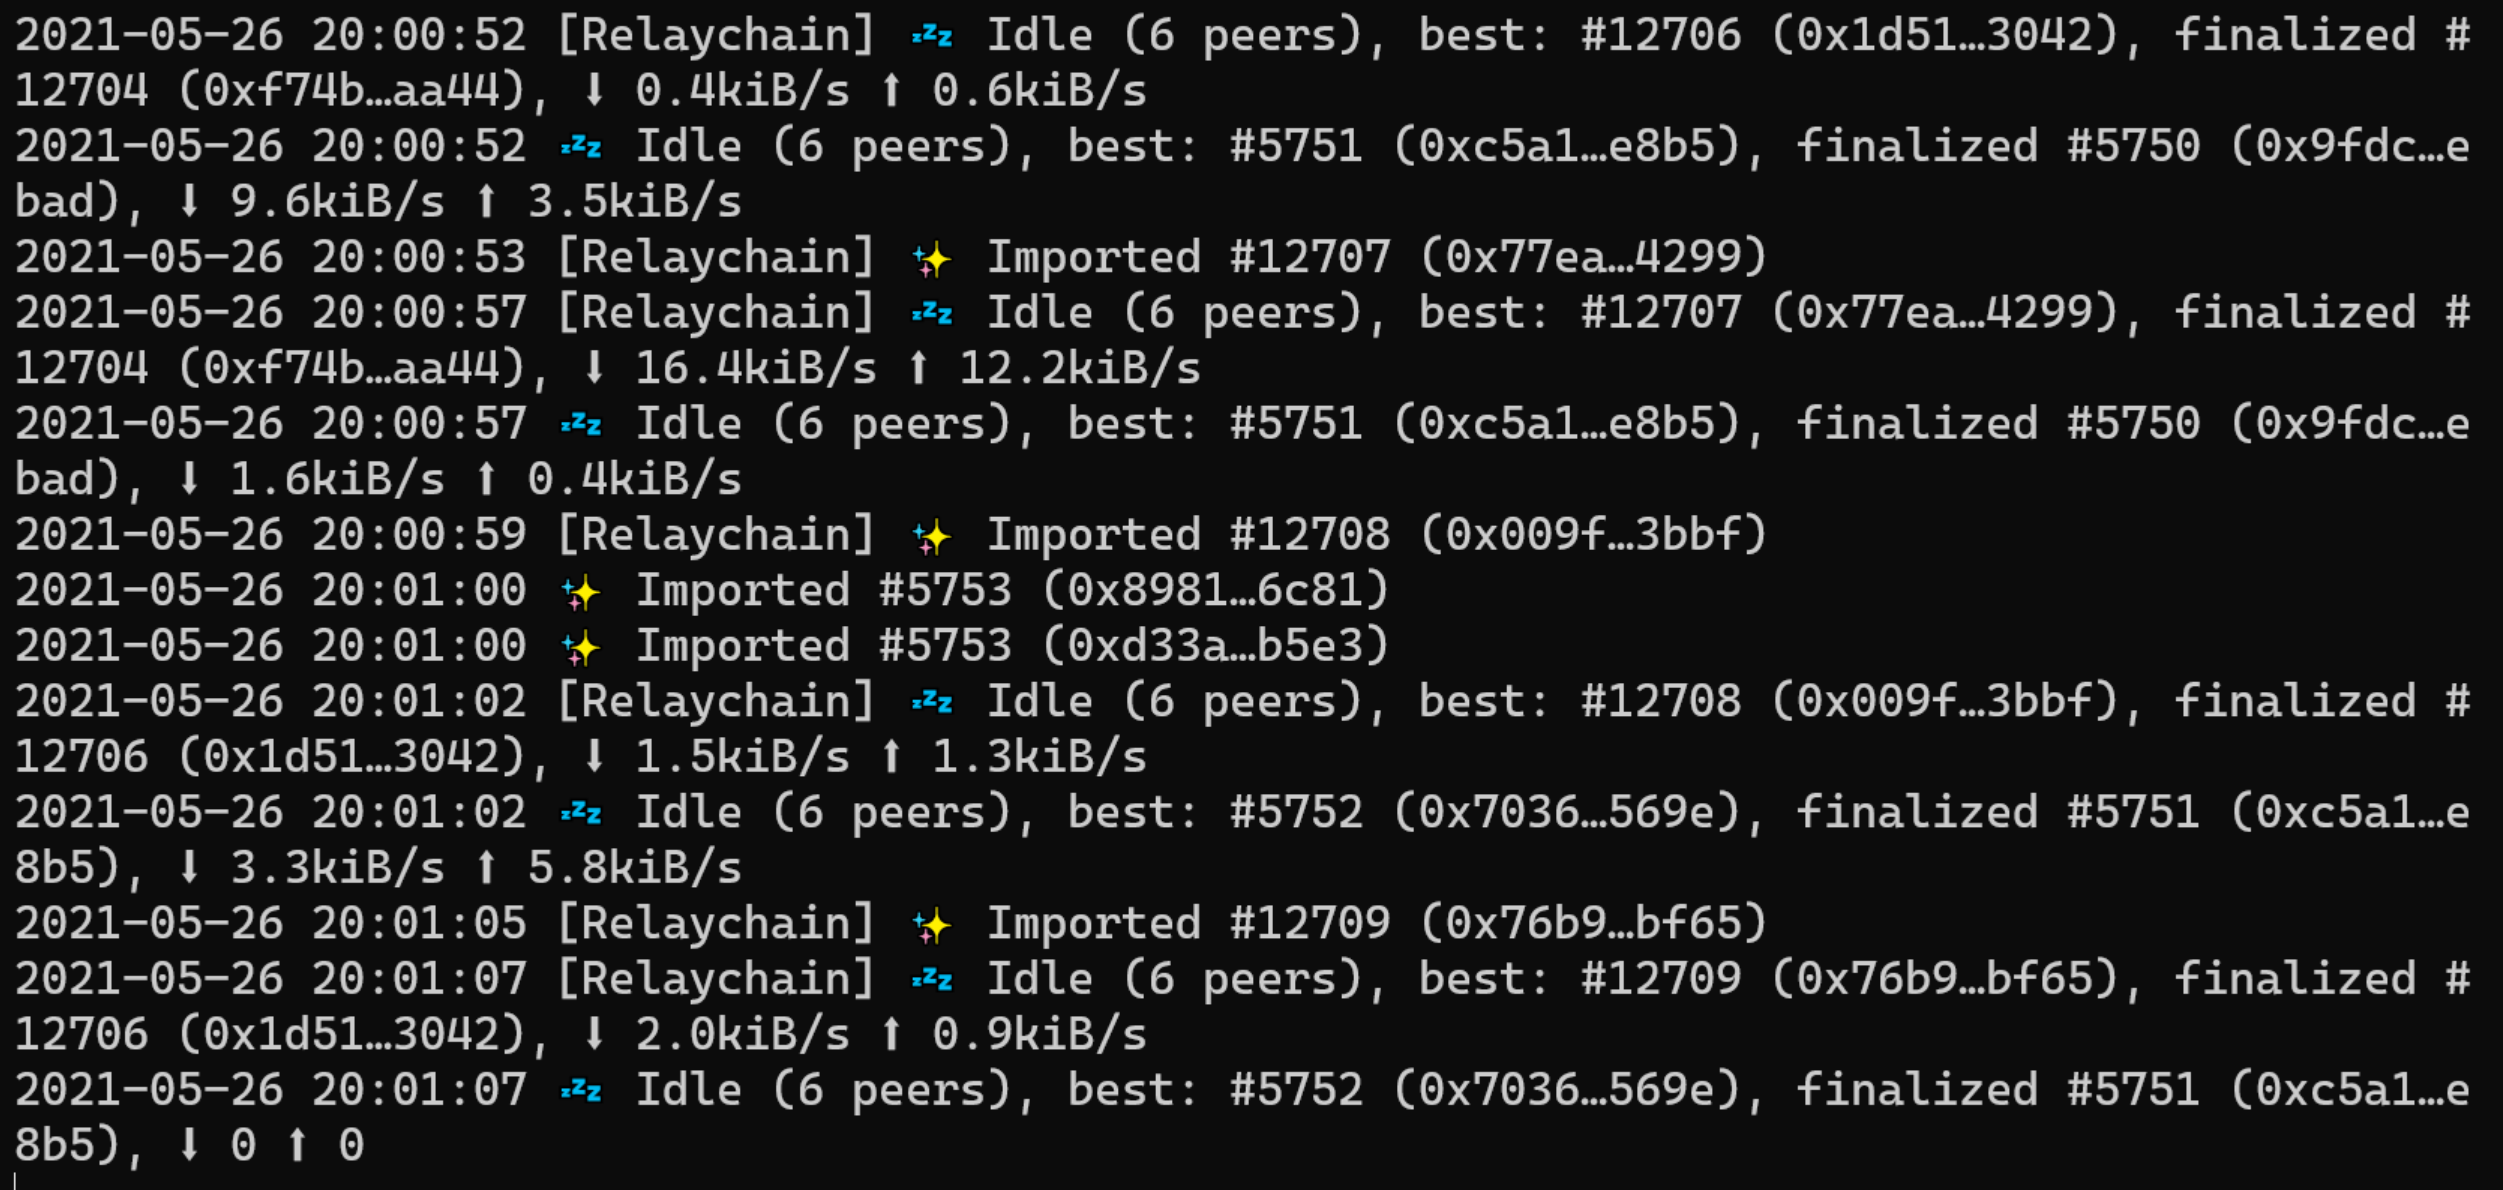 2021-05-26 20:00:52 [Relaychain] 💤 Idle (6 peers), best: #12706 (0x1d51…3042), finalized #
12704 (0xf74b…aa44), ⬇ 0.4kiB/s ⬆ 0.6kiB/s
2021-05-26 20:00:52 💤 Idle (6 peers), best: #5751 (0xc5a1…e8b5), finalized #5750 (0x9fdc…e
bad), ⬇ 9.6kiB/s ⬆ 3.5kiB/s
2021-05-26 20:00:53 [Relaychain] ✨ Imported #12707 (0x77ea…4299)
2021-05-26 20:00:57 [Relaychain] 💤 Idle (6 peers), best: #12707 (0x77ea…4299), finalized #
12704 (0xf74b…aa44), ⬇ 16.4kiB/s ⬆ 12.2kiB/s
2021-05-26 20:00:57 💤 Idle (6 peers), best: #5751 (0xc5a1…e8b5), finalized #5750 (0x9fdc…e
bad), ⬇ 1.6kiB/s ⬆ 0.4kiB/s
2021-05-26 20:00:59 [Relaychain] ✨ Imported #12708 (0x009f…3bbf)
2021-05-26 20:01:00 ✨ Imported #5753 (0x8981…6c81)
2021-05-26 20:01:00 ✨ Imported #5753 (0xd33a…b5e3)
2021-05-26 20:01:02 [Relaychain] 💤 Idle (6 peers), best: #12708 (0x009f…3bbf), finalized #
12706 (0x1d51…3042), ⬇ 1.5kiB/s ⬆ 1.3kiB/s
2021-05-26 20:01:02 💤 Idle (6 peers), best: #5752 (0x7036…569e), finalized #5751 (0xc5a1…e
8b5), ⬇ 3.3kiB/s ⬆ 5.8kiB/s
2021-05-26 20:01:05 [Relaychain] ✨ Imported #12709 (0x76b9…bf65)
2021-05-26 20:01:07 [Relaychain] 💤 Idle (6 peers), best: #12709 (0x76b9…bf65), finalized #
12706 (0x1d51…3042), ⬇ 2.0kiB/s ⬆ 0.9kiB/s
2021-05-26 20:01:07 💤 Idle (6 peers), best: #5752 (0x7036…569e), finalized #5751 (0xc5a1…e
8b5), ⬇ 0 ⬆ 0